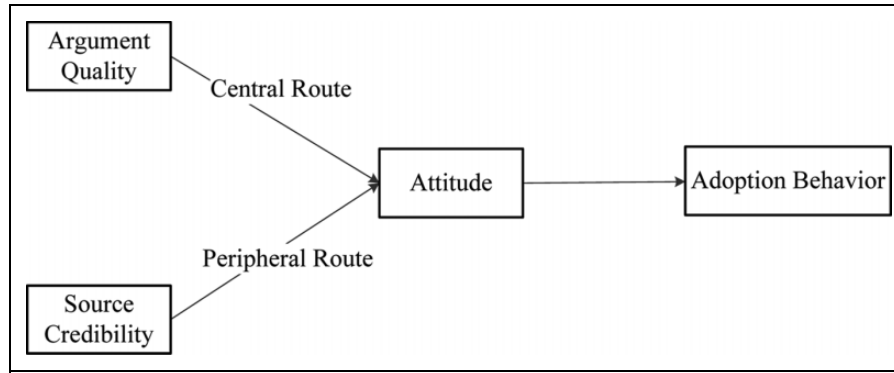 Argument
Quality
Central Route
Attitude
Adoption Behavior
Peripheral Route
Source
Credibility